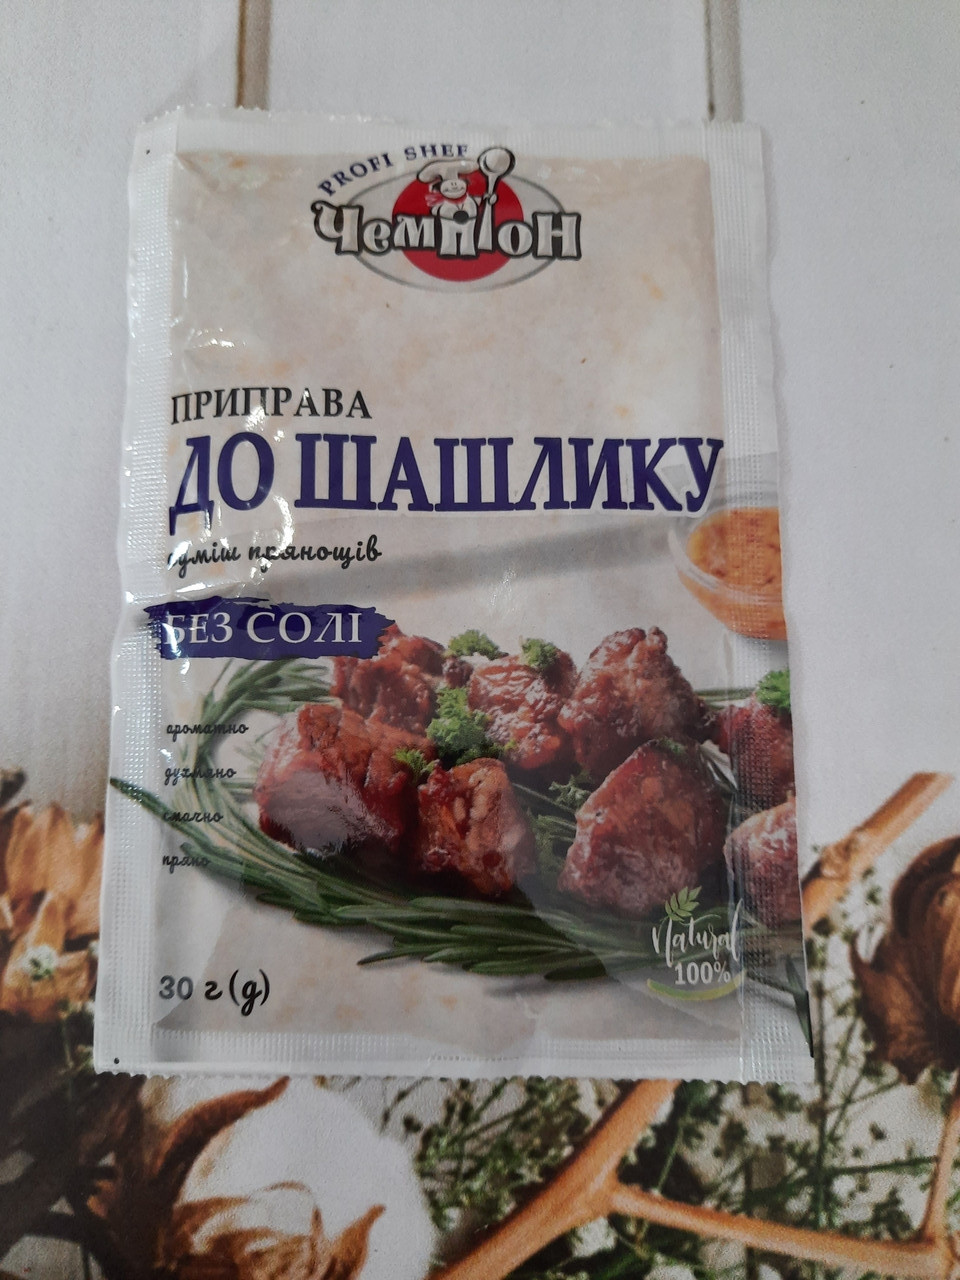 PROFI SHEF
Чемпіон
ПРИПРАВА
ДО ШАШЛИКУ
суміш прянощів
БЕЗ СОЛІ
ароматно
духмяно
смачно
пряно
Natural
100%
30 г (g)